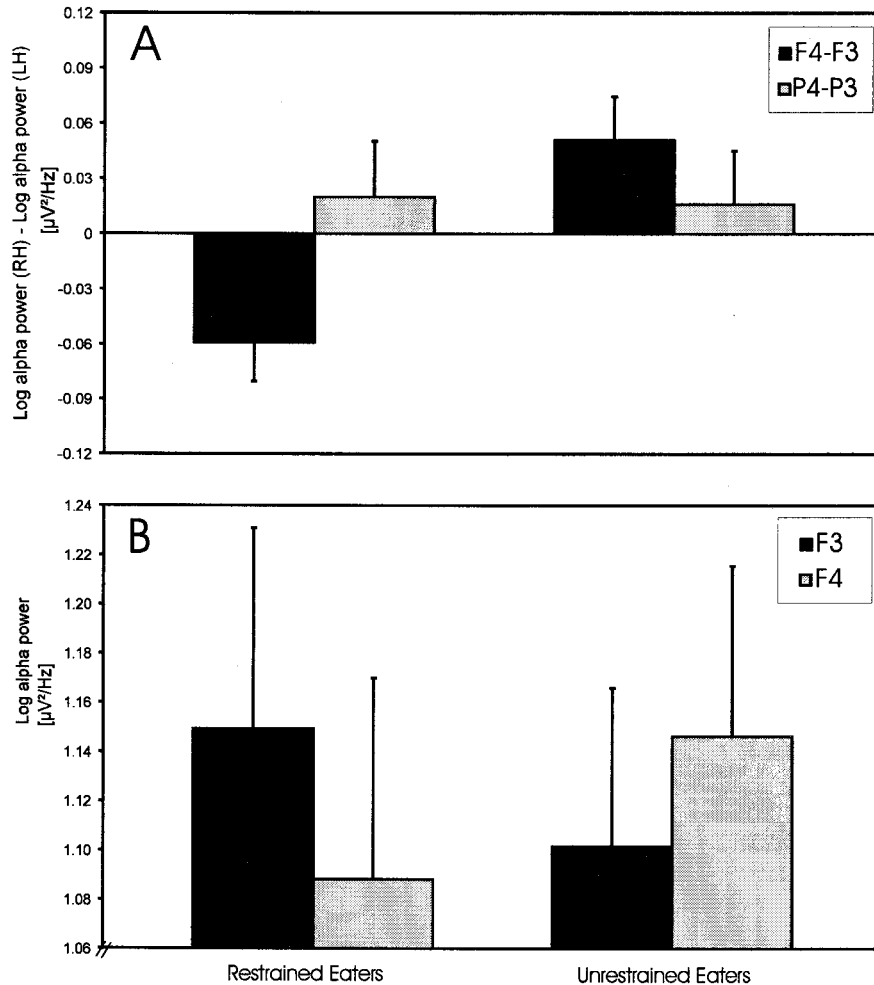 A
F4-F3
P4-P3
Log alpha power (RH) - Log alpha power (LH)
[µV²/Hz]
0.12
0.09
0.06
0.03
0
-0.03
-0.06
-0.09
-0.12
B
F3
F4
Log alpha power
[µV²/Hz]
1.24
1.22
1.20
1.18
1.16
1.14
1.12
1.10
1.08
1.06
Restrained Eaters
Unrestrained Eaters